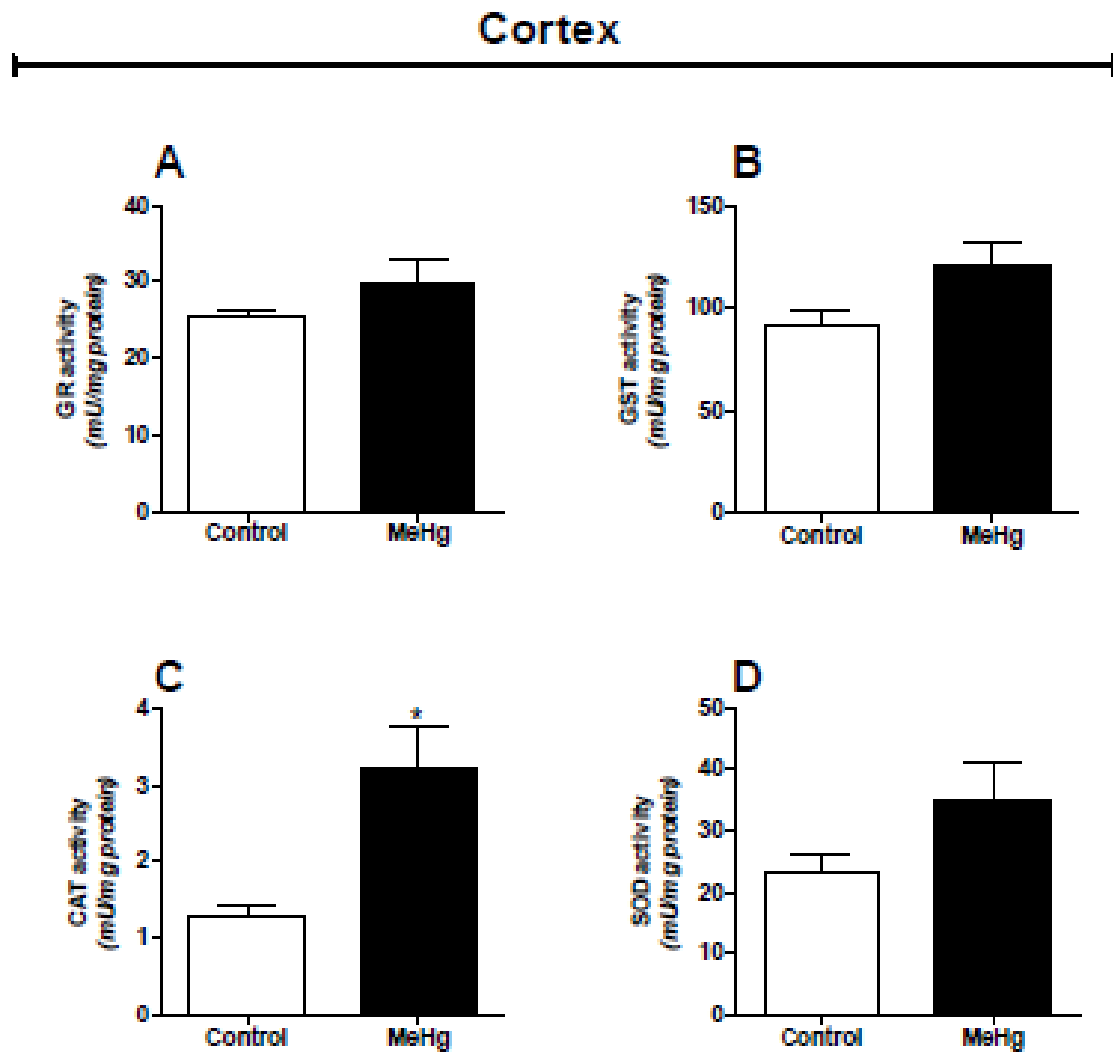 Cortex
A
40
30
20
10
0
GR activity
(mU/mg protein)
Control
MeHg
B
150
100
50
0
GST activity
(mU/mg protein)
Control
MeHg
C
4
3
2
1
0
CAT activity
(mU/mg protein)
*
Control
MeHg
D
50
40
30
20
10
0
SOD activity
(mU/mg protein)
Control
MeHg